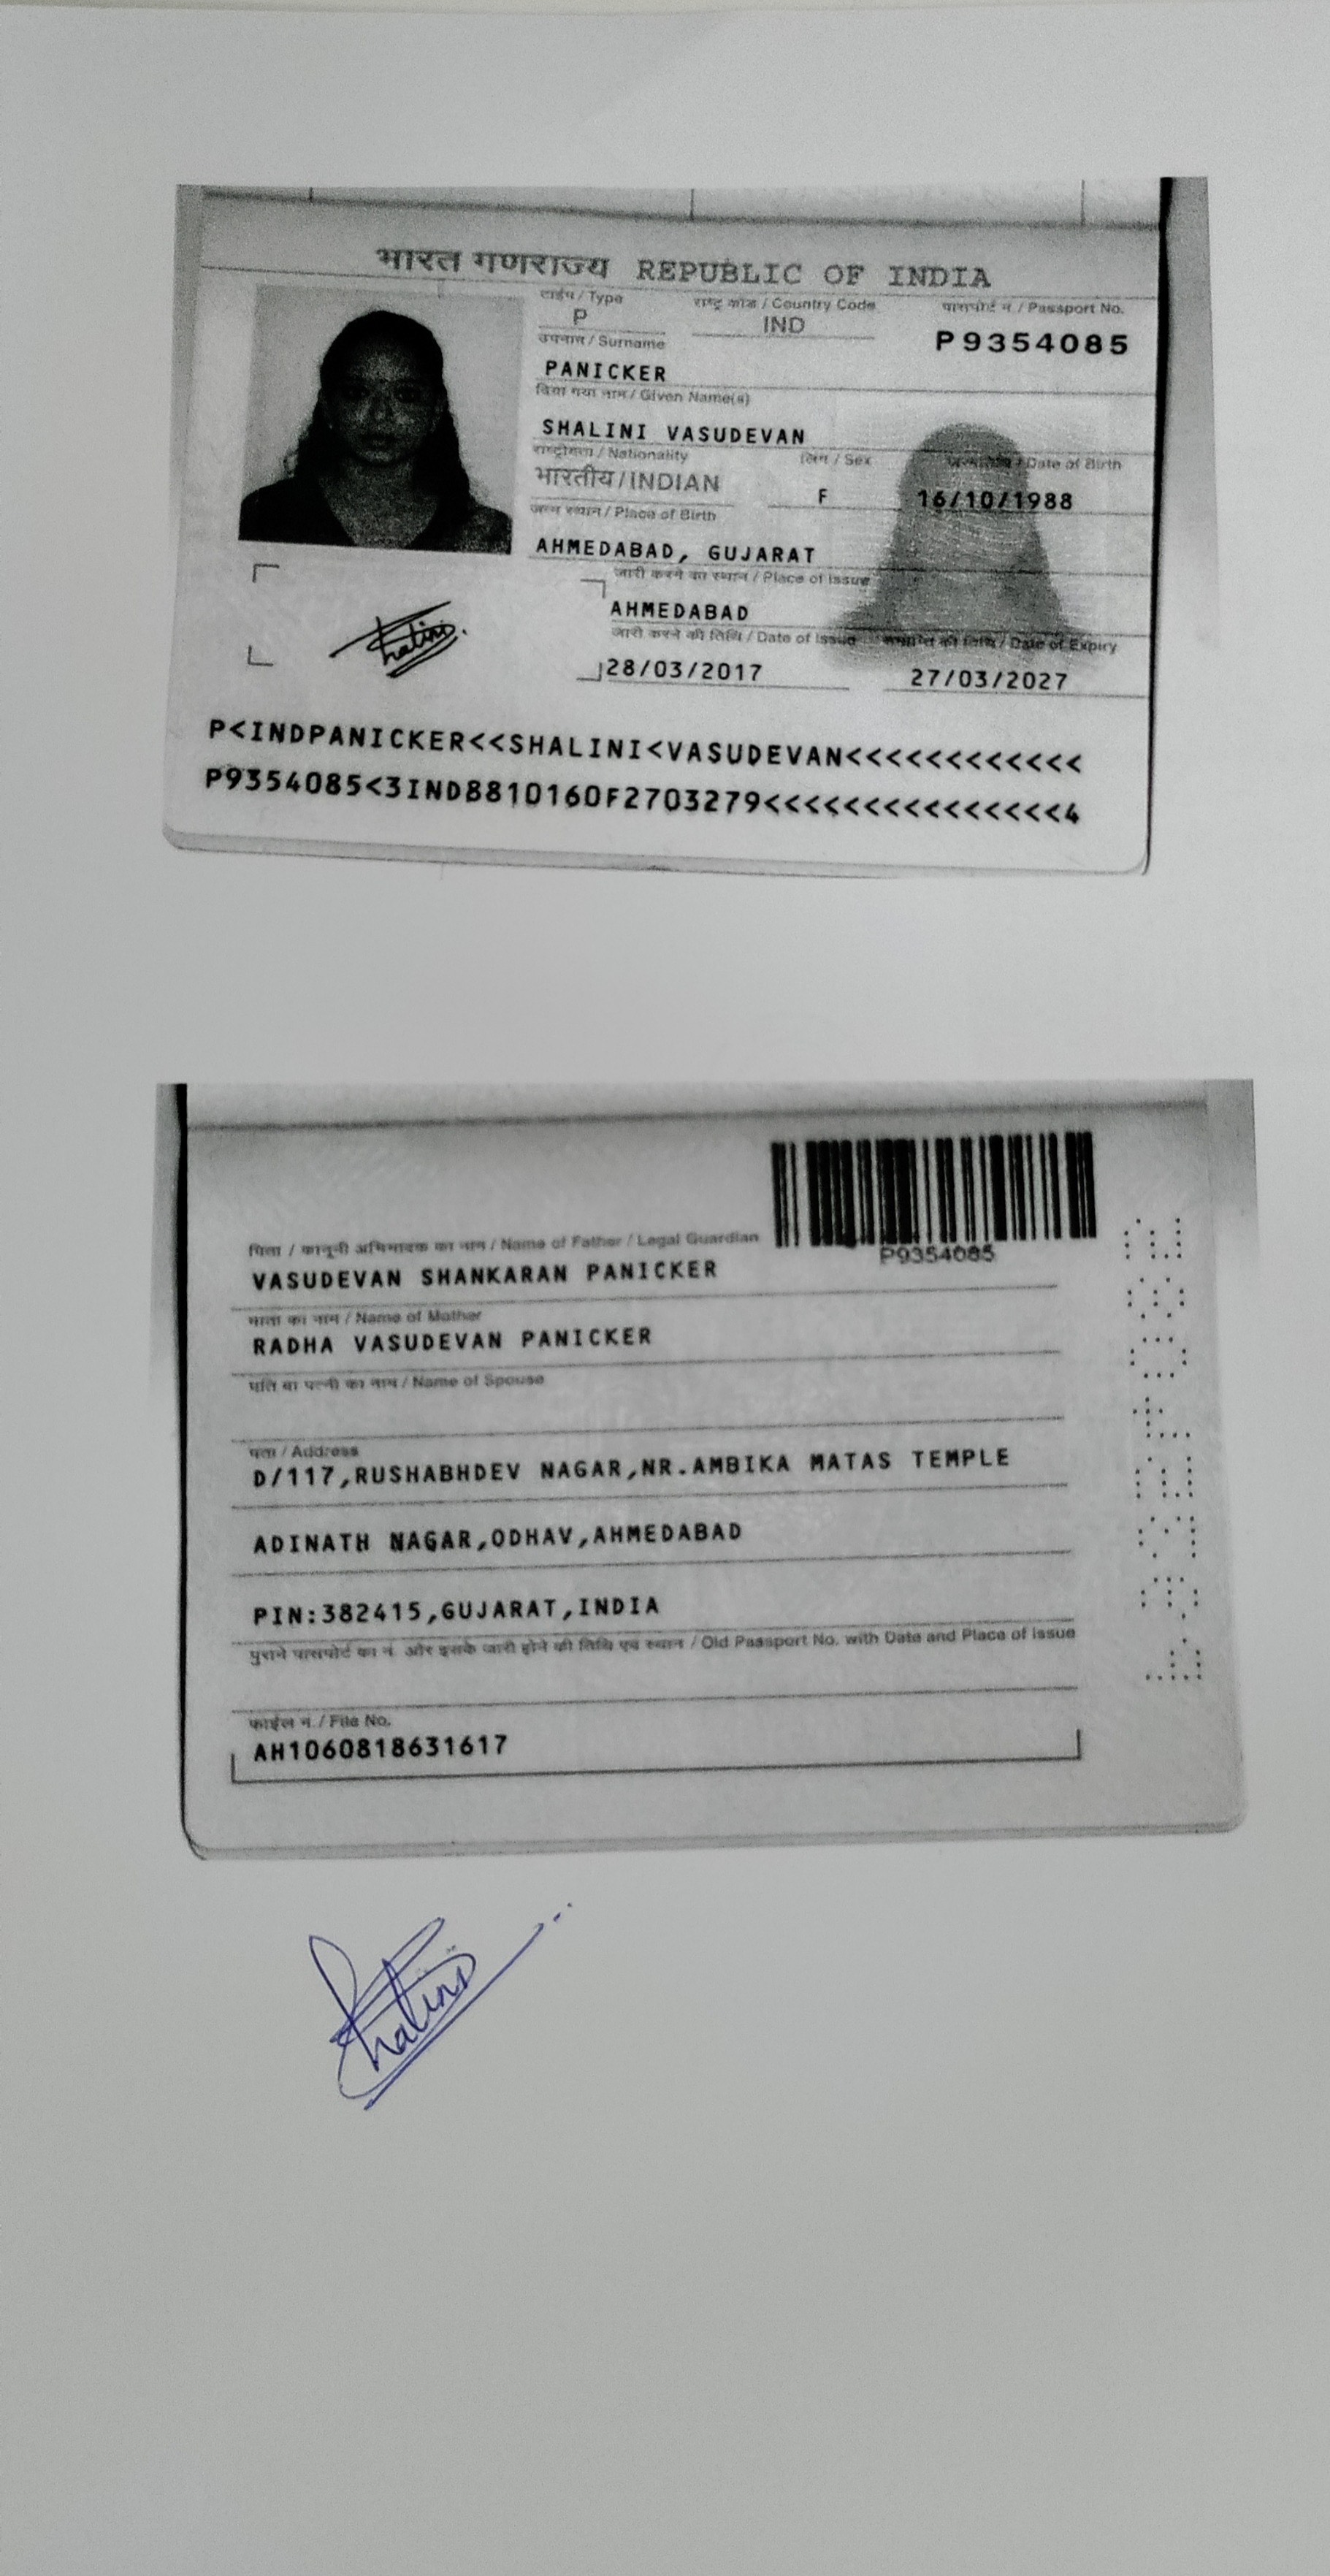 भारत गणराज्य REPUBLIC OF INDIA
टाईप / Type राष्ट्र कोड / Country Code पासपोर्ट न / Passport No.
P IND P9354085
उपनाम / Surname
PANICKER
दिया गया नाम / Given Name(s)
SHALINI VASUDEVAN
राष्ट्रीयता / Nationality लिंग / Sex Date of Birth
भारतीय / INDIAN F 16/10/1988
जन्म स्थान / Place of Birth
AHMEDABAD, GUJARAT
जारी करने का स्थान / Place of Issue
AHMEDABAD
जारी करने की तिथि / Date of Issue समाप्ति की तिथि / Date of Expiry
28/03/2017 27/03/2027
Shalini
P<INDPANICKER<<SHALINI<VASUDEVAN<<<<<<<<<<<<
P9354085<3IND8810160F2703279<<<<<<<<<<<<<<<<4
P9354085
पिता / कानूनी अभिभावक का नाम / Name of Father / Legal Guardian
VASUDEVAN SHANKARAN PANICKER
माता का नाम / Name of Mother
RADHA VASUDEVAN PANICKER
पति या पत्नी का नाम / Name of Spouse
पता / Address
D/117,RUSHABHDEV NAGAR,NR.AMBIKA MATAS TEMPLE
ADINATH NAGAR,ODHAV,AHMEDABAD
PIN:382415,GUJARAT,INDIA
पुराने पासपोर्ट का नं. और इसके जारी होने की तिथि एवं स्थान / Old Passport No. with Date and Place of Issue
फाईल न. / File No.
AH1060818631617
Shalini